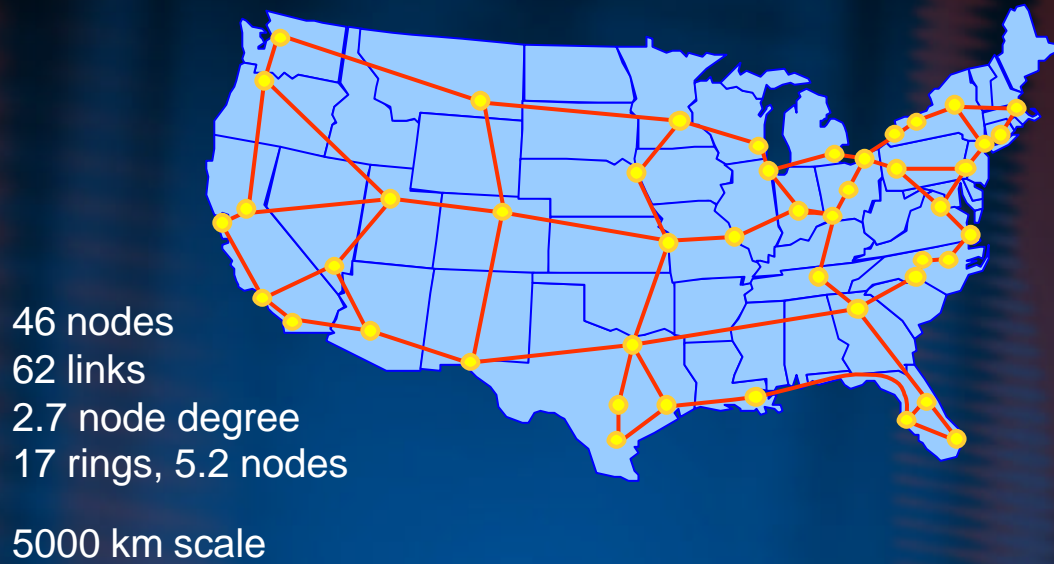 46 nodes
62 links
2.7 node degree
17 rings, 5.2 nodes
5000 km scale